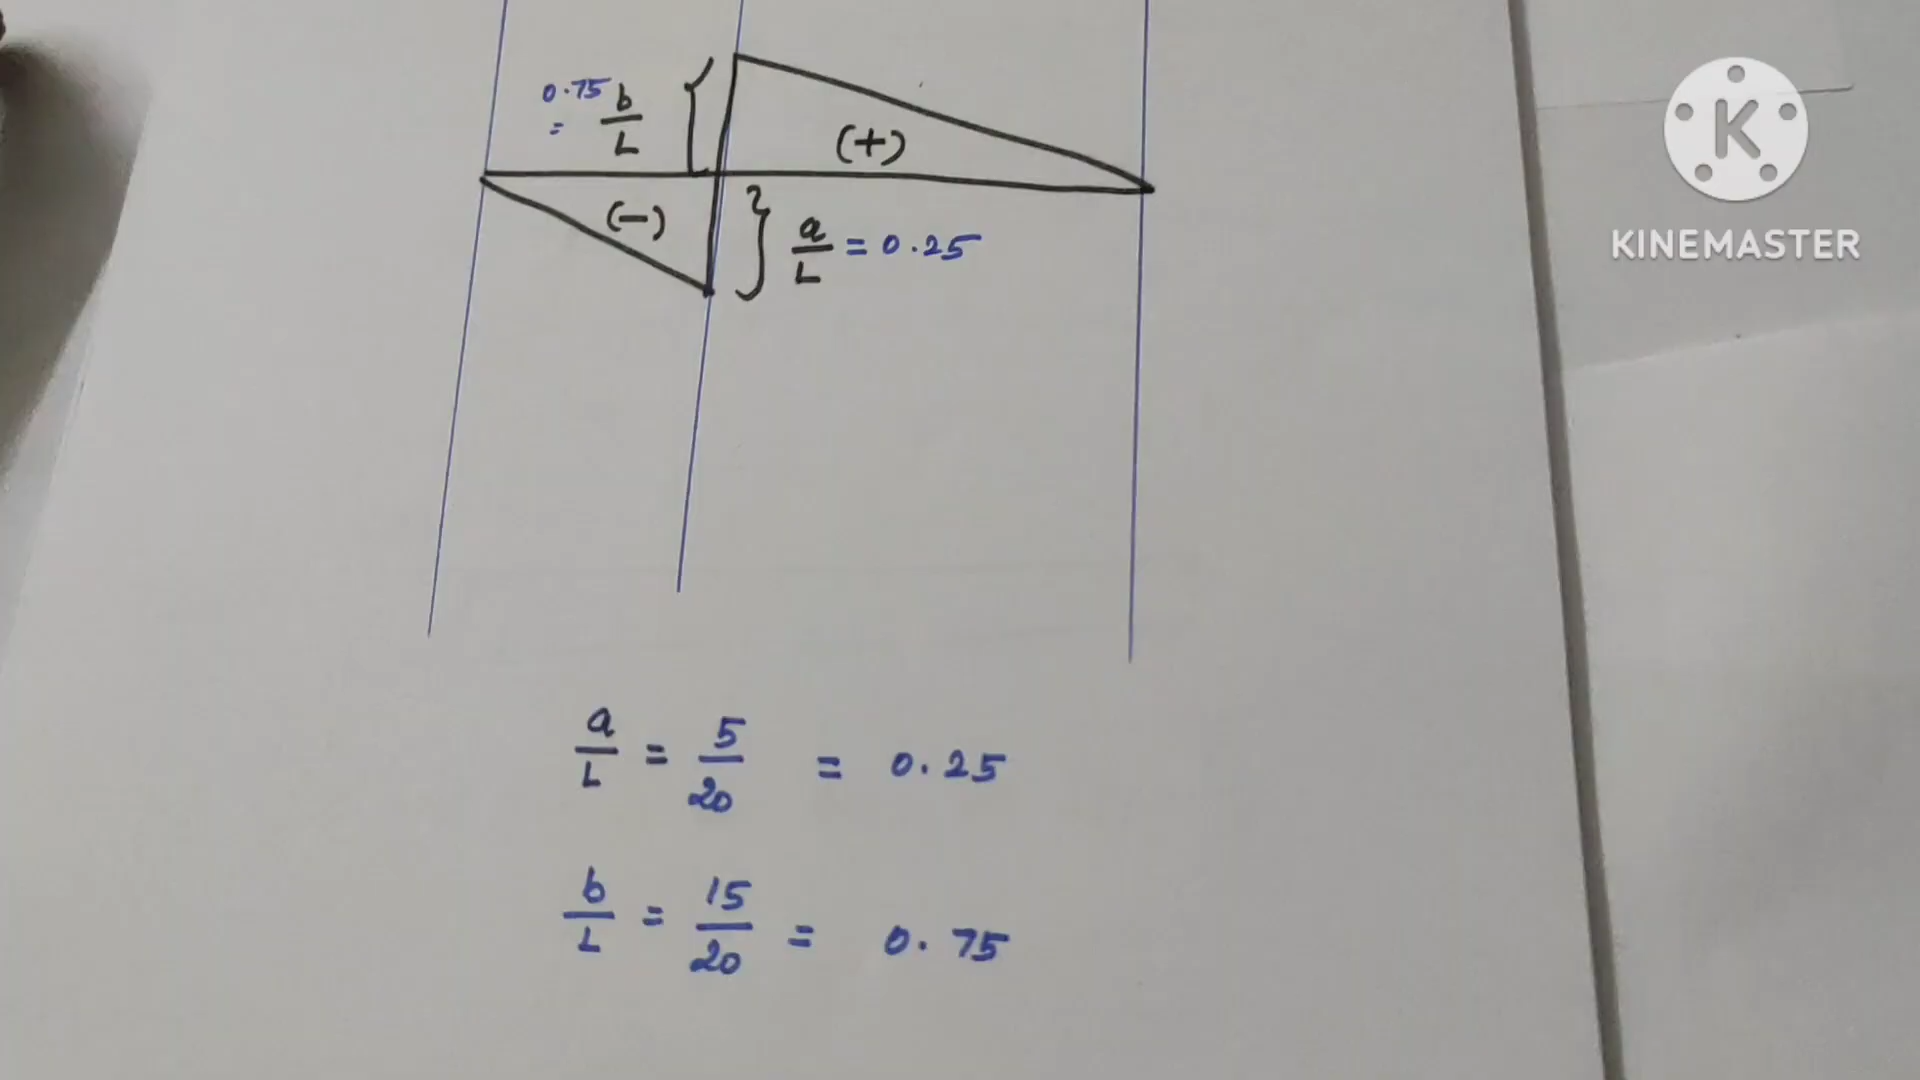 0.75 b/L
=
(+)
(-)
a/L = 0.25
a/L = 5/20 = 0.25
b/L = 15/20 = 0.75
K
KINEMASTER